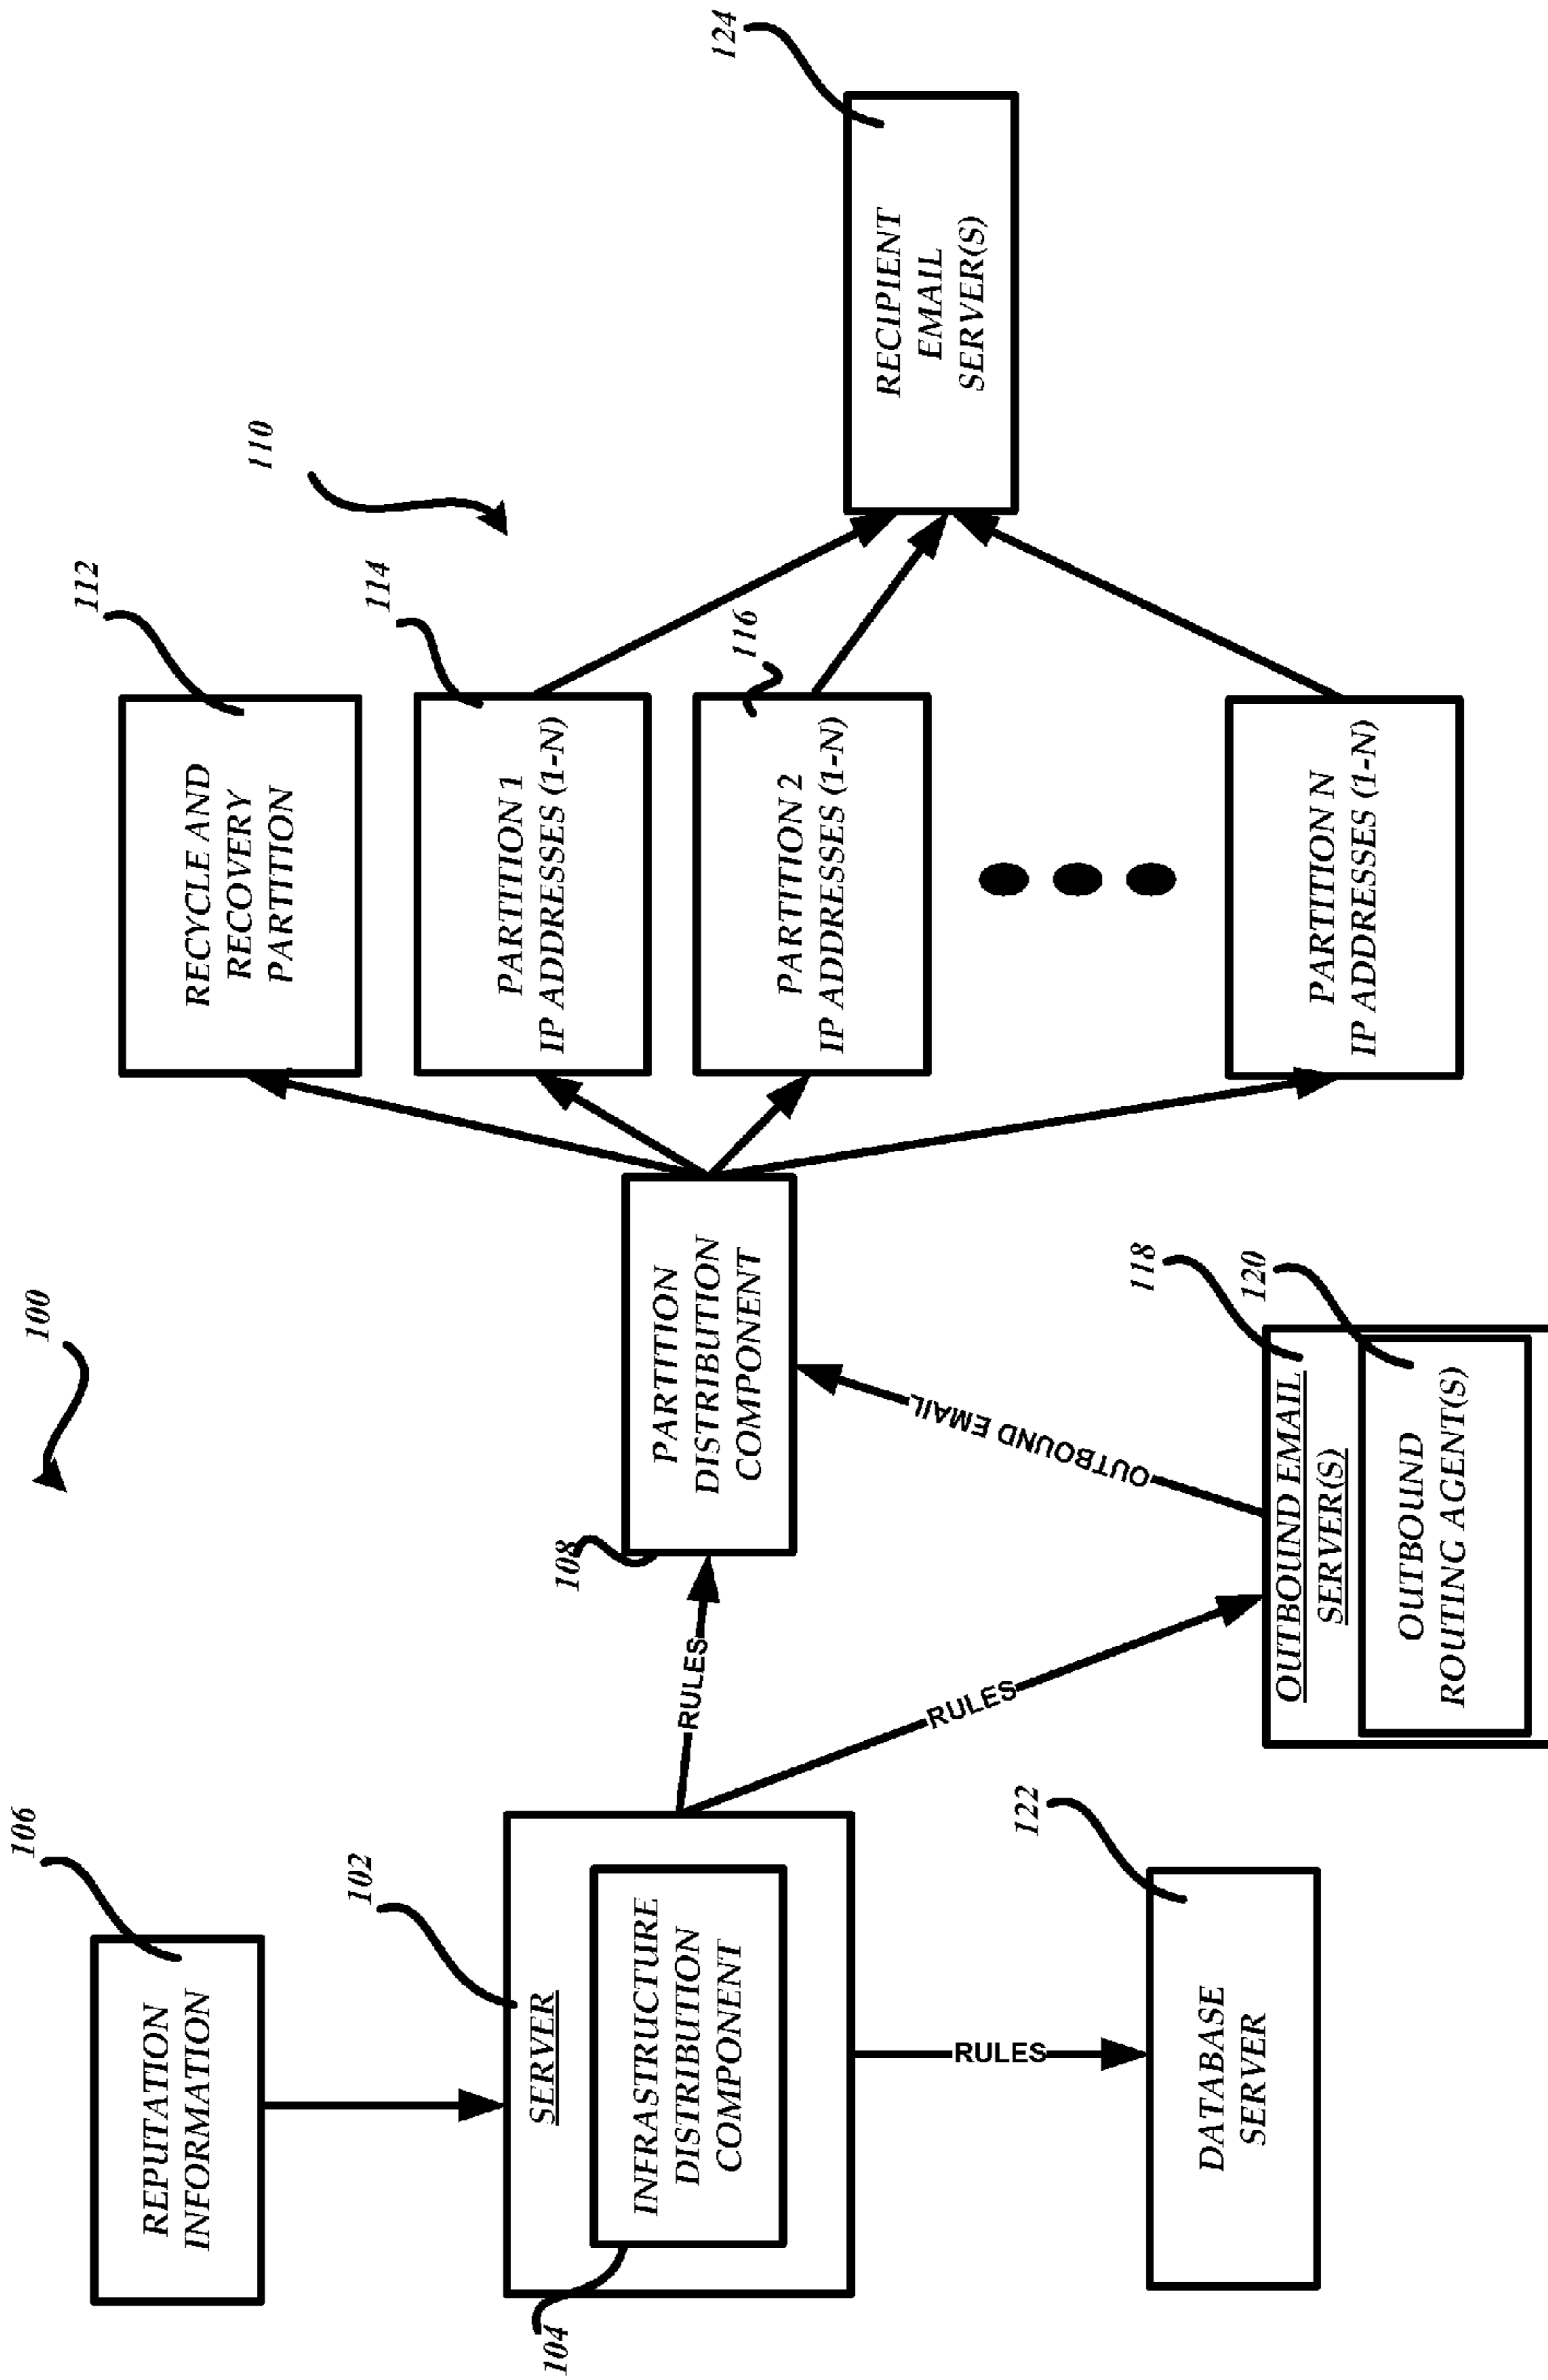 100
106
REPUTATION
INFORMATION
102
SERVER
INFRASTRUCTURE
DISTRIBUTION
COMPONENT
104
RULES
RULES
RULES
122
DATABASE
SERVER
108
PARTITION
DISTRIBUTION
COMPONENT
OUTBOUND EMAIL
118
OUTBOUND EMAIL
SERVER(S)
120
OUTBOUND
ROUTING AGENT(S)
110
112
RECYCLE AND
RECOVERY
PARTITION
114
PARTITION 1
IP ADDRESSES (1-N)
116
PARTITION 2
IP ADDRESSES (1-N)
PARTITION N
IP ADDRESSES (1-N)
124
RECIPIENT
EMAIL
SERVER(S)